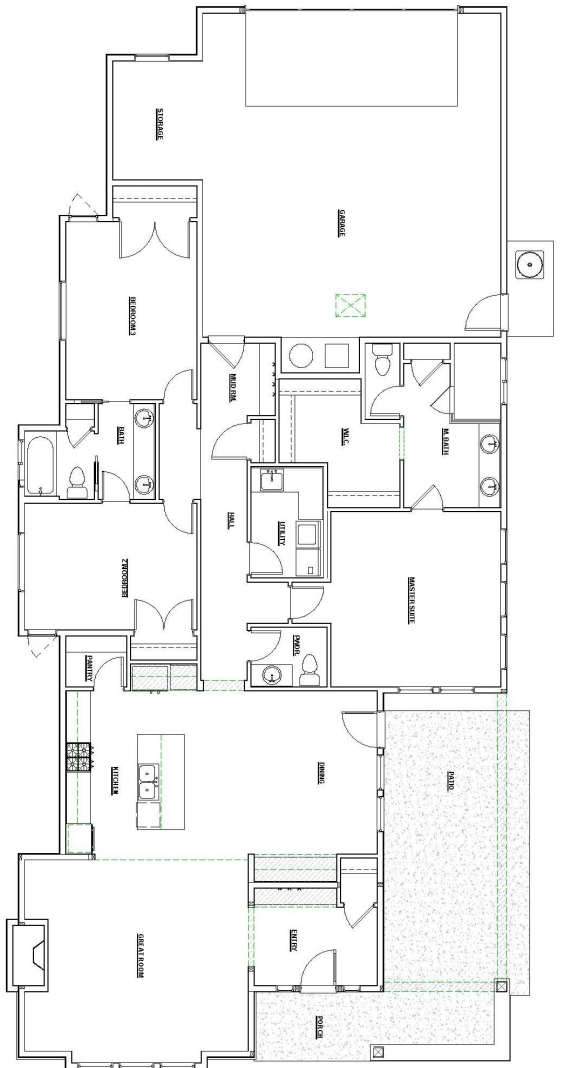 STORAGE
GARAGE
BEDROOM 3
MUD RM.
BATH
W.I.C.
M. BATH
HALL
UTILITY
BEDROOM 2
MASTER SUITE
PWDR.
PANTRY
KITCHEN
DINING
PATIO
GREAT ROOM
ENTRY
PORCH